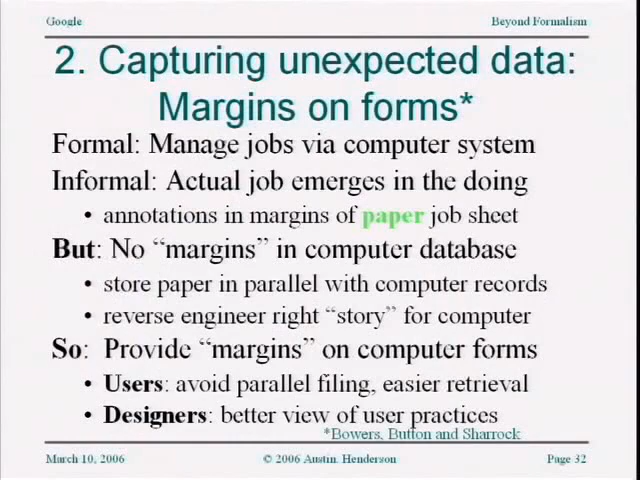 Google
Beyond Formalism
2. Capturing unexpected data:
Margins on forms*
Formal: Manage jobs via computer system
Informal: Actual job emerges in the doing
• annotations in margins of paper job sheet
But: No “margins” in computer database
• store paper in parallel with computer records
• reverse engineer right “story” for computer
So: Provide “margins” on computer forms
• Users: avoid parallel filing, easier retrieval
• Designers: better view of user practices
*Bowers, Button and Sharrock
March 10, 2006
© 2006 Austin. Henderson
Page 32